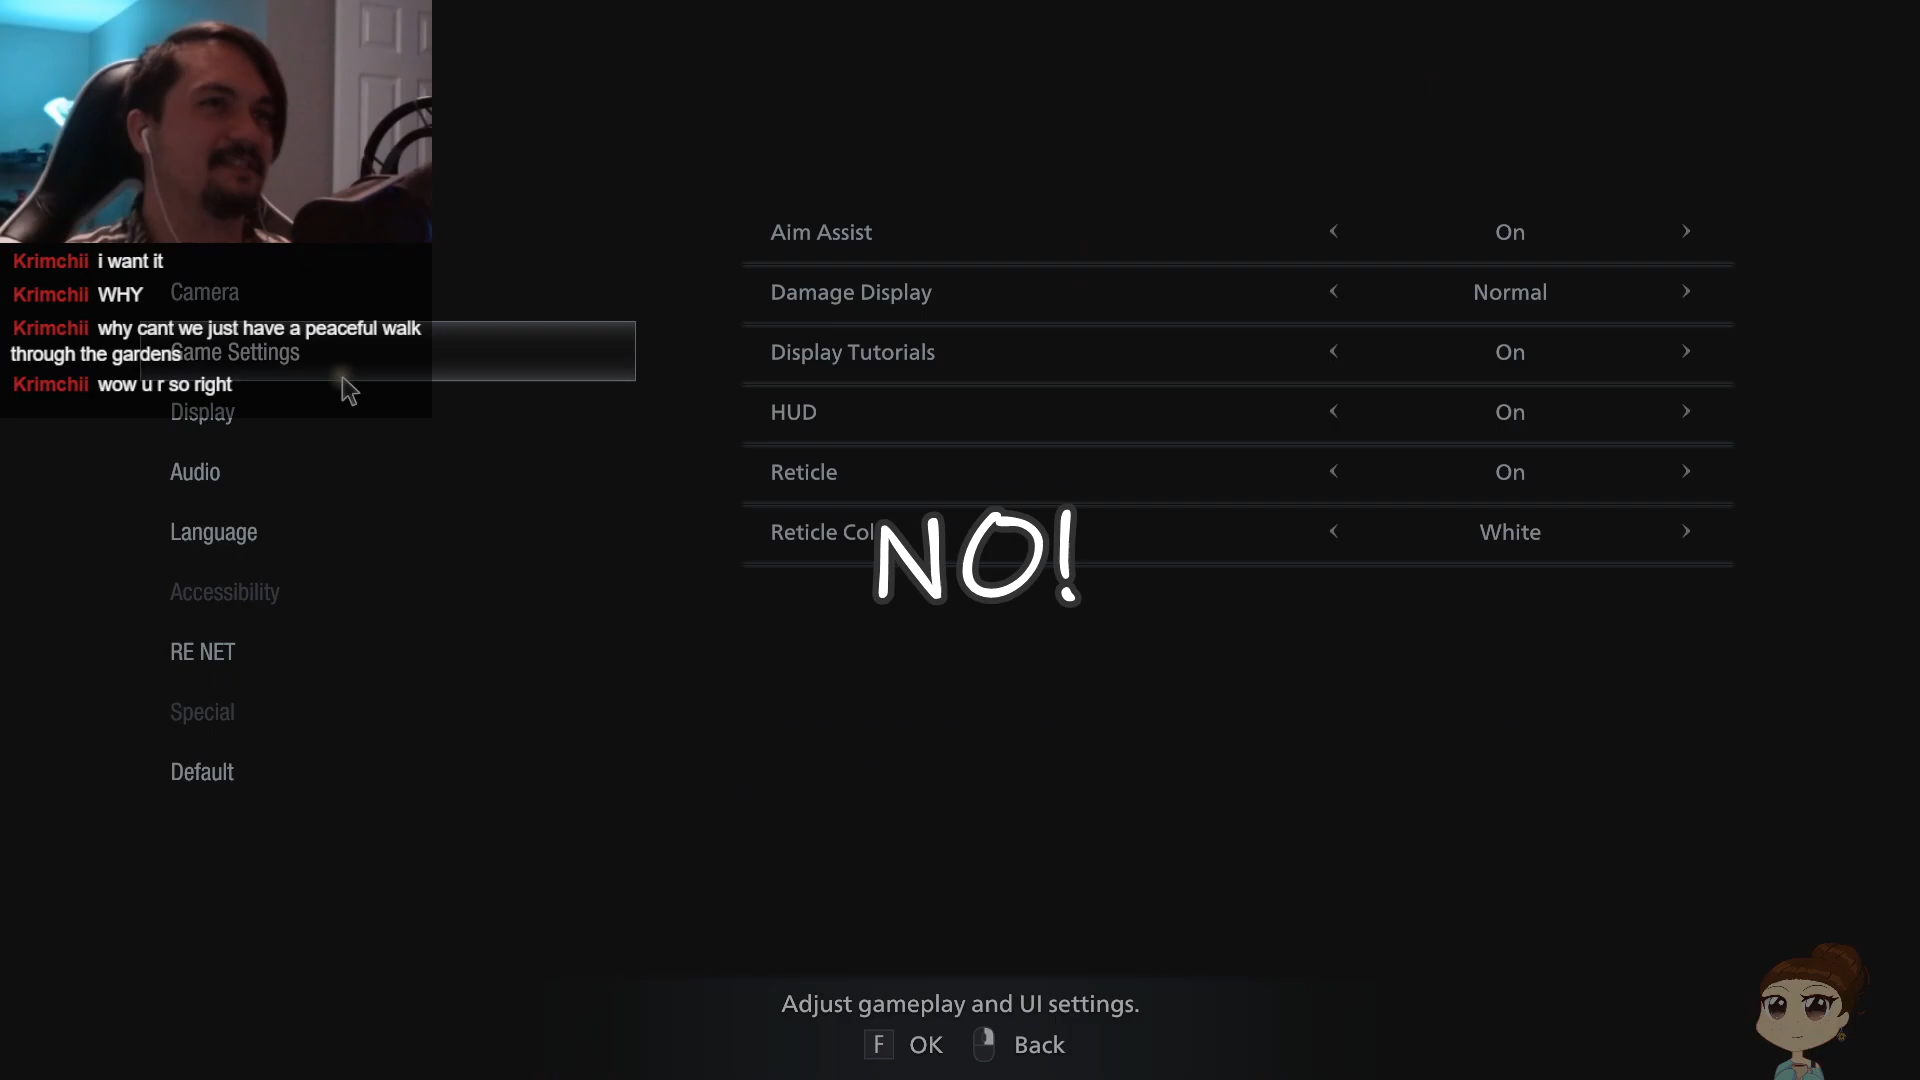 Krimchii i want it
Krimchii WHY
Krimchii why cant we just have a peaceful walk
through the gardens
Krimchii wow u r so right
Camera
Game Settings
Display
Audio
Language
Accessibility
RE NET
Special
Default
Aim Assist On
Damage Display Normal
Display Tutorials On
HUD On
Reticle On
Reticle Col White
NO!
Adjust gameplay and UI settings.
F OK Back